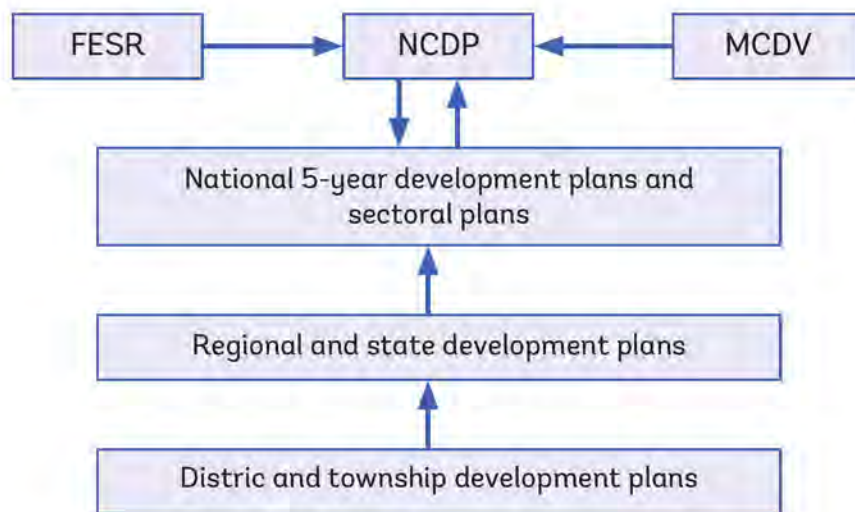 FESR
NCDP
MCDV
National 5-year development plans and
sectoral plans
Regional and state development plans
Distric and township development plans